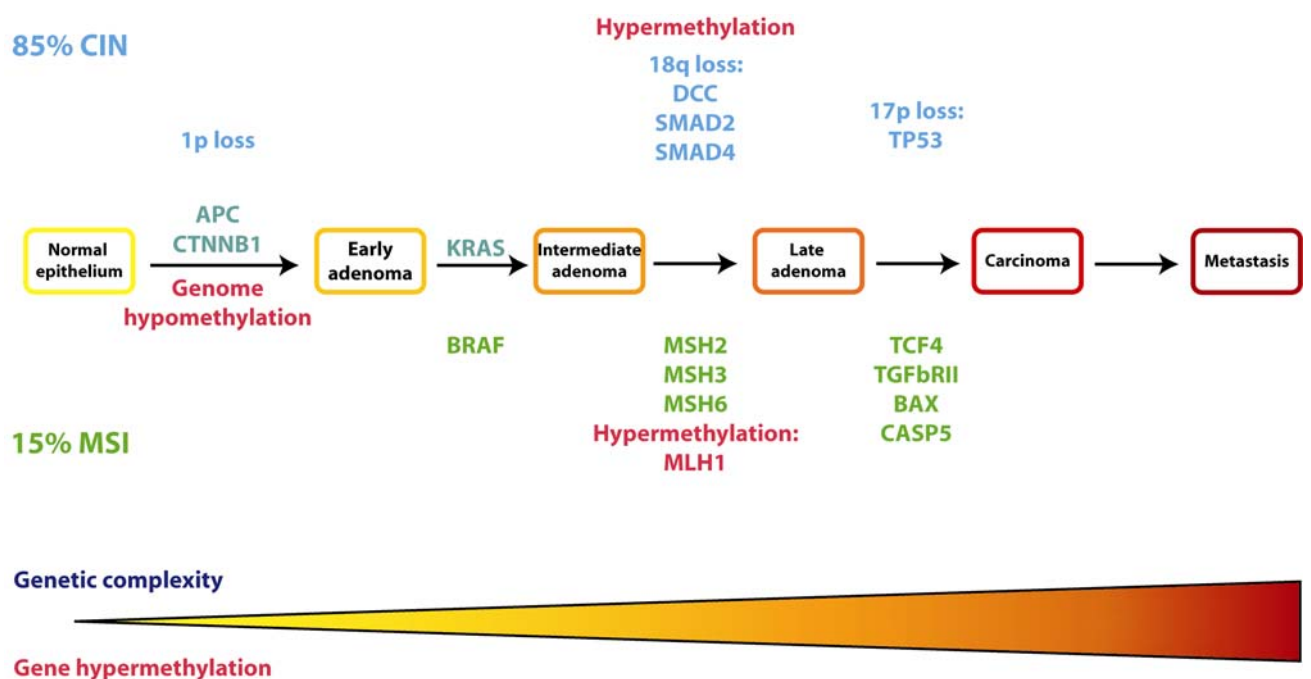 85% CIN
Hypermethylation
18q loss:
DCC
SMAD2
SMAD4
1p loss
17p loss:
TP53
APC
CTNNB1
KRAS
Normal
epithelium
Early
adenoma
Intermediate
adenoma
Late
adenoma
Carcinoma
Metastasis
Genome
hypomethylation
BRAF
MSH2
MSH3
MSH6
Hypermethylation:
MLH1
TCF4
TGFbRII
BAX
CASP5
15% MSI
Genetic complexity
Gene hypermethylation